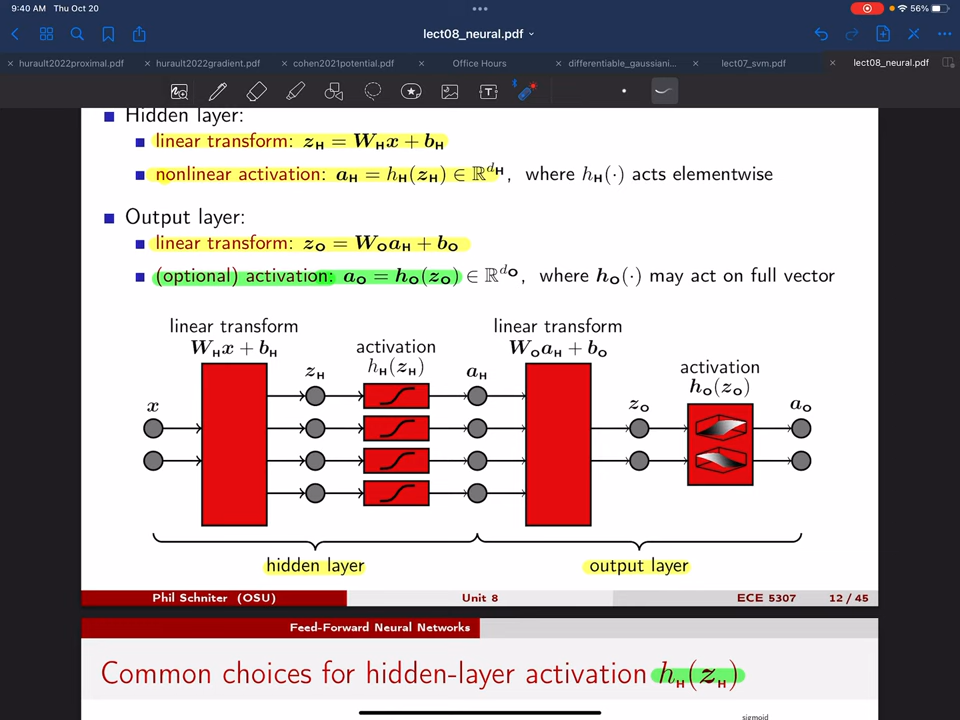 9:40 AM Thu Oct 20
56%
lect08_neural.pdf
hurault2022proximal.pdf
hurault2022gradient.pdf
cohen2021potential.pdf
Office Hours
differentiable_gaussiani...
lect07_svm.pdf
lect08_neural.pdf
Hidden layer:
linear transform: z_H = W_H x + b_H
nonlinear activation: a_H = h_H(z_H) ∈ ℝ^{d_H}, where h_H(·) acts elementwise
Output layer:
linear transform: z_O = W_O a_H + b_O
(optional) activation: a_O = h_O(z_O) ∈ ℝ^{d_O}, where h_O(·) may act on full vector
linear transform
W_H x + b_H
z_H
activation
h_H(z_H)
a_H
linear transform
W_O a_H + b_O
z_O
activation
h_O(z_O)
a_O
x
hidden layer
output layer
Phil Schniter (OSU)
Unit 8
ECE 5307
12 / 45
Feed-Forward Neural Networks
Common choices for hidden-layer activation h_H(z_H)
sigmoid